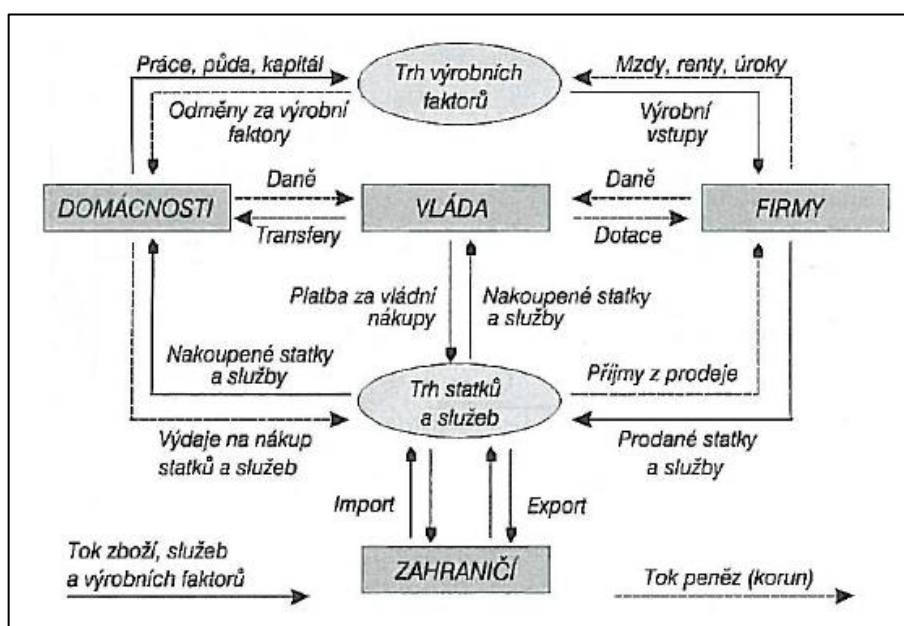 Práce, půda, kapitál
Trh výrobních
faktorů
Mzdy, renty, úroky
Odměny za výrobní
faktory
Výrobní
vstupy
DOMÁCNOSTI
Daně
Transfery
VLÁDA
Daně
Dotace
FIRMY
Platba za vládní
nákupy
Nakoupené statky
a služby
Nakoupené statky
a služby
Trh statků
a služeb
Příjmy z prodeje
Výdaje na nákup
statků a služeb
Prodané statky
a služby
Import
Export
Tok zboží, služeb
a výrobních faktorů
ZAHRANIČÍ
Tok peněz (korun)